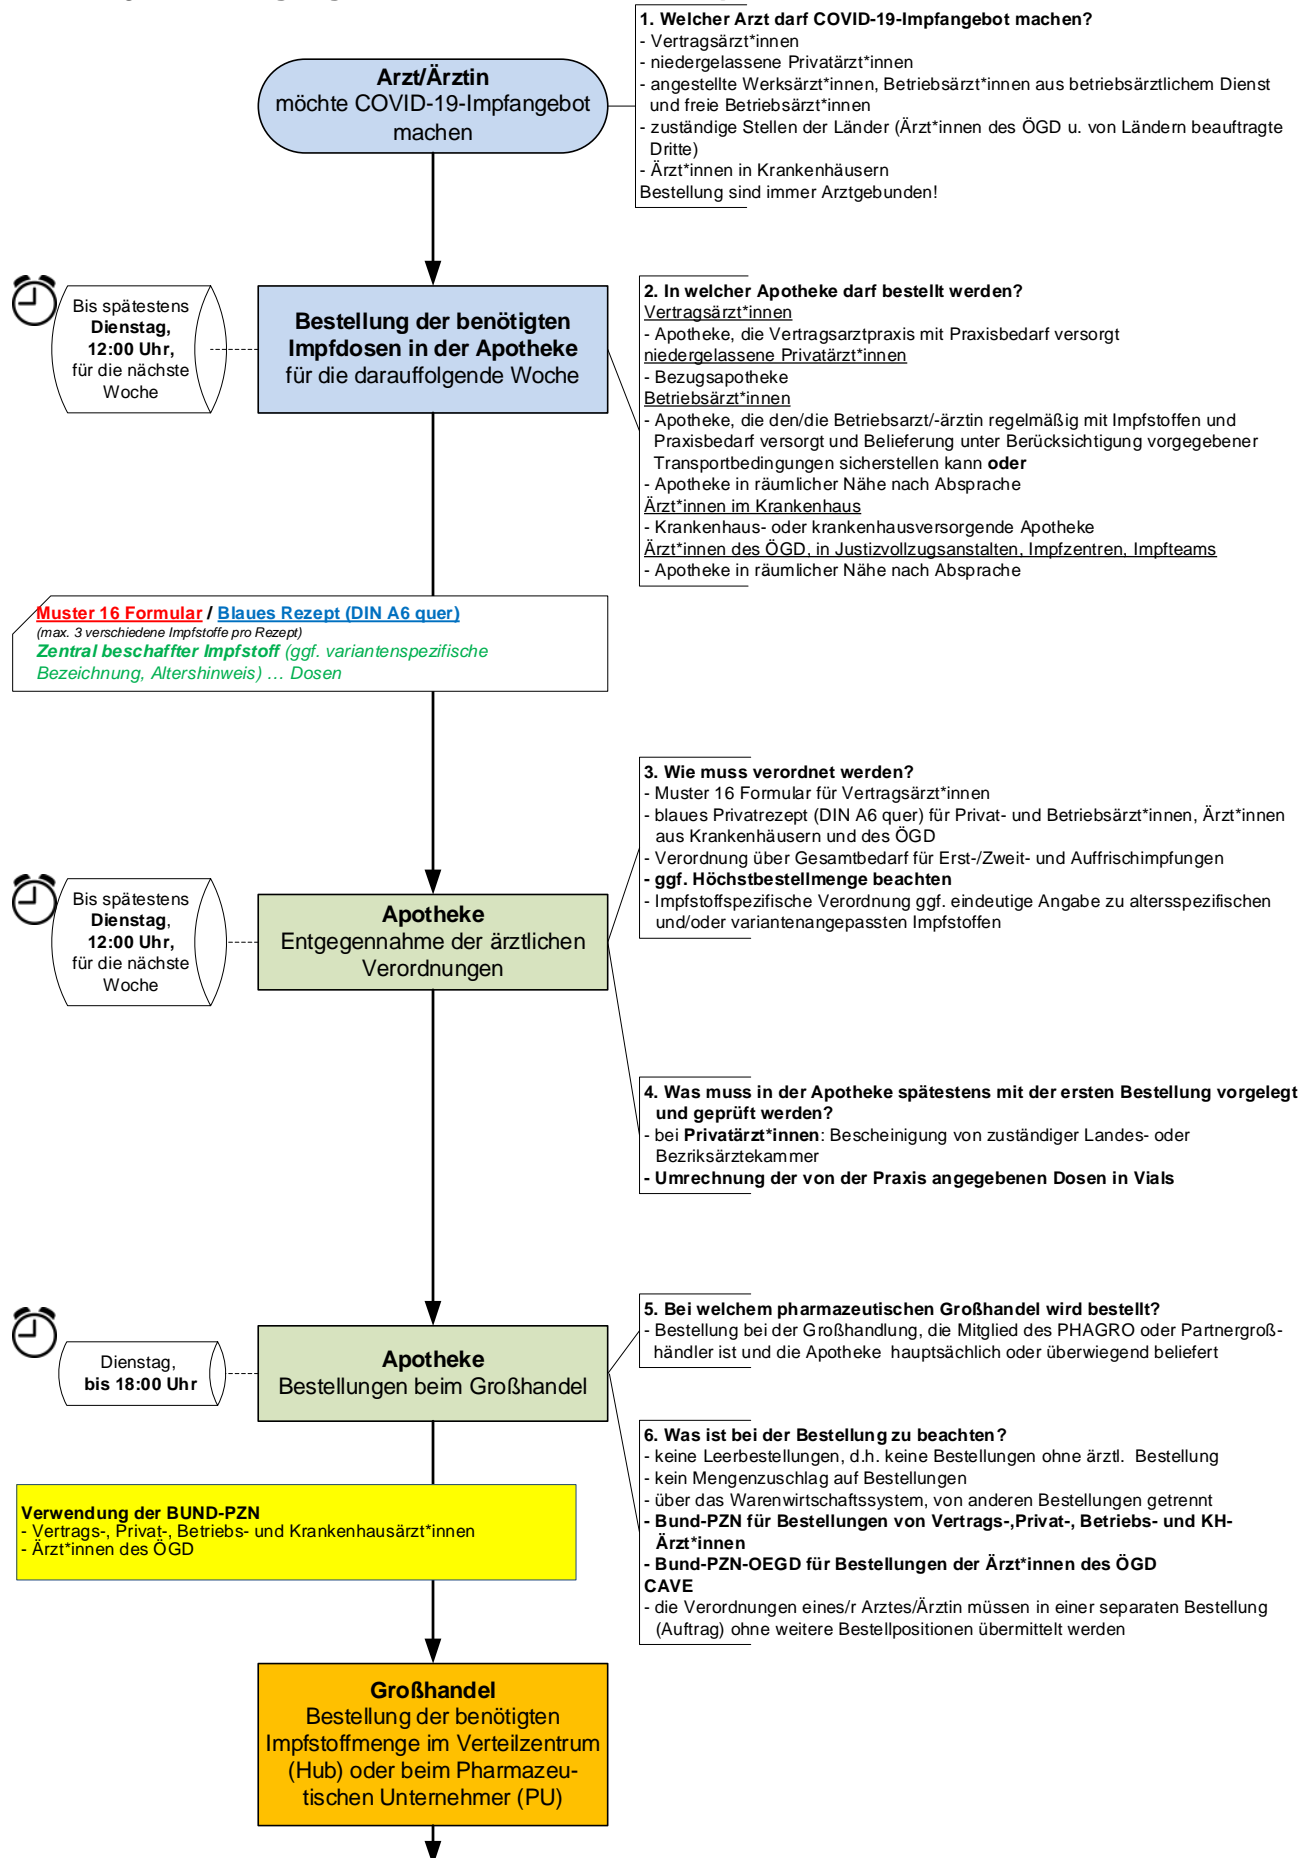 1. Welcher Arzt darf COVID-19-Impfangebot machen?
- Vertragsärzt*innen
- niedergelassene Privatärzt*innen
- angestellte Werksärzt*innen, Betriebsärzt*innen aus betriebsärztlichem Dienst
und freie Betriebsärzt*innen
- zuständige Stellen der Länder (Ärzt*innen des ÖGD u. von Ländern beauftragte
Dritte)
- Ärzt*innen in Krankenhäusern
Bestellung sind immer Arztgebunden!
Arzt/Ärztin
möchte COVID-19-Impfangebot
machen
Bis spätestens
Dienstag,
12:00 Uhr,
für die nächste
Woche
Bestellung der benötigten
Impfdosen in der Apotheke
für die darauffolgende Woche
2. In welcher Apotheke darf bestellt werden?
Vertragsärzt*innen
- Apotheke, die Vertragsarztpraxis mit Praxisbedarf versorgt
niedergelassene Privatärzt*innen
- Bezugsapotheke
Betriebsärzt*innen
- Apotheke, die den/die Betriebsarzt/-ärztin regelmäßig mit Impfstoffen und
Praxisbedarf versorgt und Belieferung unter Berücksichtigung vorgegebener
Transportbedingungen sicherstellen kann oder
- Apotheke in räumlicher Nähe nach Absprache
Ärzt*innen im Krankenhaus
- Krankenhaus- oder krankenhausversorgende Apotheke
Ärzt*innen des ÖGD, in Justizvollzugsanstalten, Impfzentren, Impfteams
- Apotheke in räumlicher Nähe nach Absprache
Muster 16 Formular / Blaues Rezept (DIN A6 quer)
(max. 3 verschiedene Impfstoffe pro Rezept)
Zentral beschaffter Impfstoff (ggf. variantenspezifische
Bezeichnung, Altershinweis) … Dosen
3. Wie muss verordnet werden?
- Muster 16 Formular für Vertragsärzt*innen
- blaues Privatrezept (DIN A6 quer) für Privat- und Betriebsärzt*innen, Ärzt*innen
aus Krankenhäusern und des ÖGD
- Verordnung über Gesamtbedarf für Erst-/Zweit- und Auffrischimpfungen
- ggf. Höchstbestellmenge beachten
- Impfstoffspezifische Verordnung ggf. eindeutige Angabe zu altersspezifischen
und/oder variantenangepassten Impfstoffen
Bis spätestens
Dienstag,
12:00 Uhr,
für die nächste
Woche
Apotheke
Entgegennahme der ärztlichen
Verordnungen
4. Was muss in der Apotheke spätestens mit der ersten Bestellung vorgelegt
und geprüft werden?
- bei Privatärzt*innen: Bescheinigung von zuständiger Landes- oder
Bezriksärztekammer
- Umrechnung der von der Praxis angegebenen Dosen in Vials
Dienstag,
bis 18:00 Uhr
Apotheke
Bestellungen beim Großhandel
5. Bei welchem pharmazeutischen Großhandel wird bestellt?
- Bestellung bei der Großhandlung, die Mitglied des PHAGRO oder Partnergroß-
händler ist und die Apotheke hauptsächlich oder überwiegend beliefert
6. Was ist bei der Bestellung zu beachten?
- keine Leerbestellungen, d.h. keine Bestellungen ohne ärztl. Bestellung
- kein Mengenzuschlag auf Bestellungen
- über das Warenwirtschaftssystem, von anderen Bestellungen getrennt
- Bund-PZN für Bestellungen von Vertrags-,Privat-, Betriebs- und KH-
Ärzt*innen
- Bund-PZN-OEGD für Bestellungen der Ärzt*innen des ÖGD
CAVE
- die Verordnungen eines/r Arztes/Ärztin müssen in einer separaten Bestellung
(Auftrag) ohne weitere Bestellpositionen übermittelt werden
Verwendung der BUND-PZN
- Vertrags-, Privat-, Betriebs- und Krankenhausärzt*innen
- Ärzt*innen des ÖGD
Großhandel
Bestellung der benötigten
Impfstoffmenge im Verteilzentrum
(Hub) oder beim Pharmazeu-
tischen Unternehmer (PU)